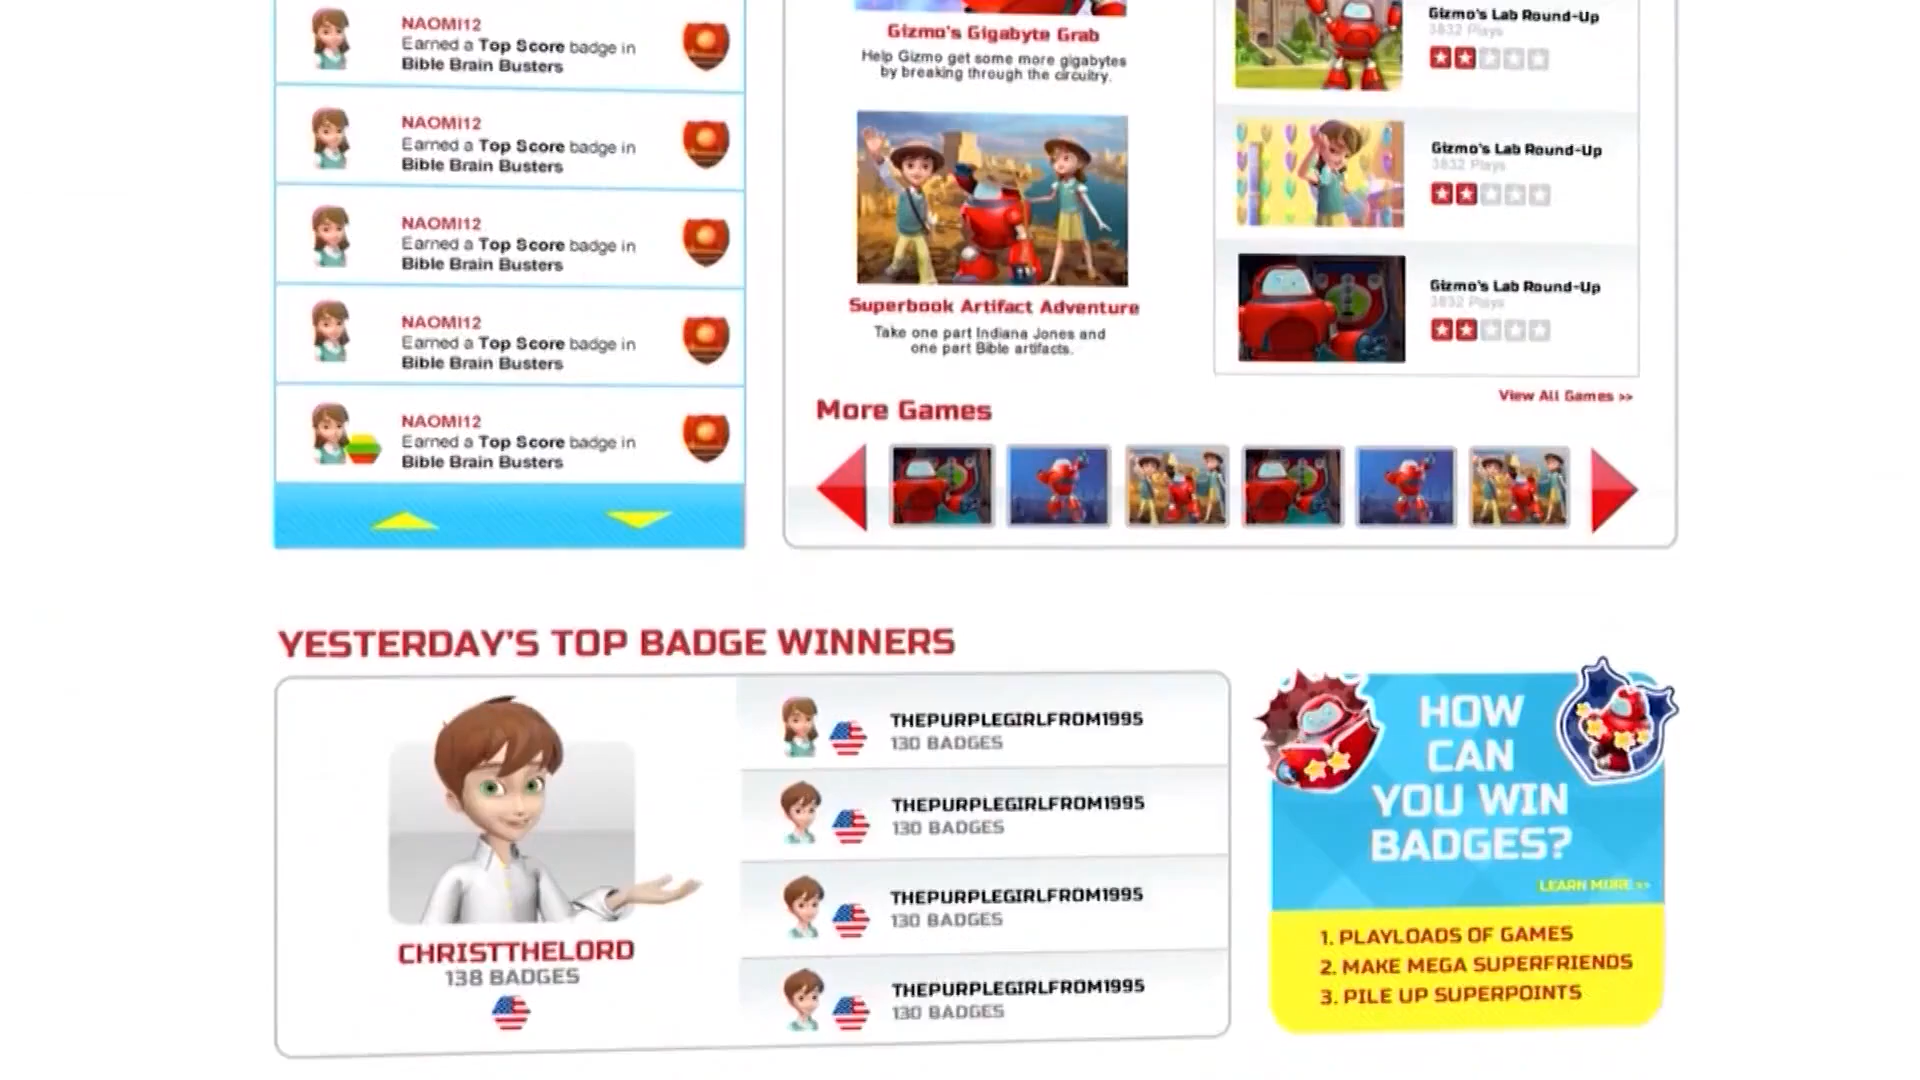 NAOMI12
Earned a Top Score badge in
Bible Brain Busters
NAOMI12
Earned a Top Score badge in
Bible Brain Busters
NAOMI12
Earned a Top Score badge in
Bible Brain Busters
NAOMI12
Earned a Top Score badge in
Bible Brain Busters
NAOMI12
Earned a Top Score badge in
Bible Brain Busters
Gizmo's Gigabyte Grab
Help Gizmo get some more gigabytes
by breaking through the circuitry.
Superbook Artifact Adventure
Take one part Indiana Jones and
one part Bible artifacts.
Gizmo's Lab Round-Up
3832 Plays
Gizmo's Lab Round-Up
3832 Plays
Gizmo's Lab Round-Up
3832 Plays
View All Games >>
More Games
YESTERDAY'S TOP BADGE WINNERS
CHRISTTHELORD
138 BADGES
THEPURPLEGIRLFROM1995
130 BADGES
THEPURPLEGIRLFROM1995
130 BADGES
THEPURPLEGIRLFROM1995
130 BADGES
THEPURPLEGIRLFROM1995
130 BADGES
HOW
CAN
YOU WIN
BADGES?
LEARN MORE >>
1. PLAYLOADS OF GAMES
2. MAKE MEGA SUPERFRIENDS
3. PILE UP SUPERPOINTS